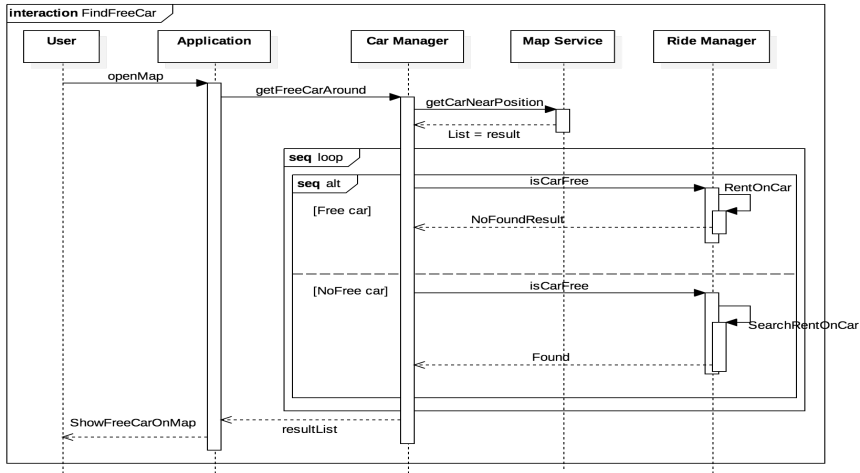 interaction FindFreeCar
User
Application
Car Manager
Map Service
Ride Manager
openMap
getFreeCarAround
getCarNearPosition
List = result
seq loop
seq alt
isCarFree
RentOnCar
[Free car]
NoFoundResult
[NoFree car]
isCarFree
SearchRentOnCar
Found
ShowFreeCarOnMap
resultList